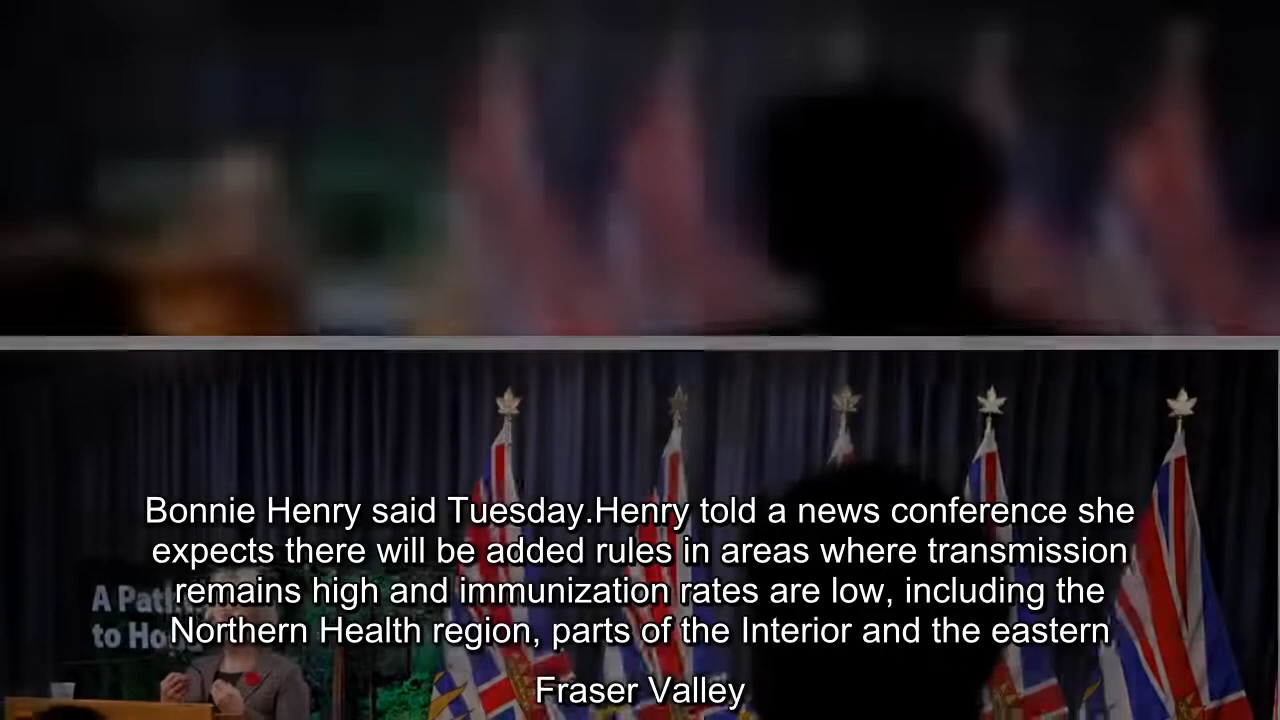 Bonnie Henry said Tuesday.Henry told a news conference she
expects there will be added rules in areas where transmission
remains high and immunization rates are low, including the
Northern Health region, parts of the Interior and the eastern
Fraser Valley
A
to